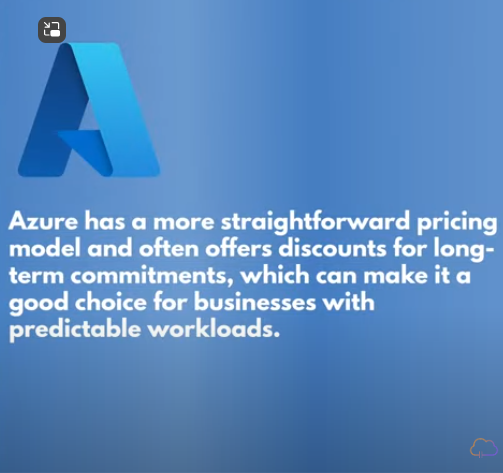 Azure has a more straightforward pricing
model and often offers discounts for long-
term commitments, which can make it a
good choice for businesses with
predictable workloads.